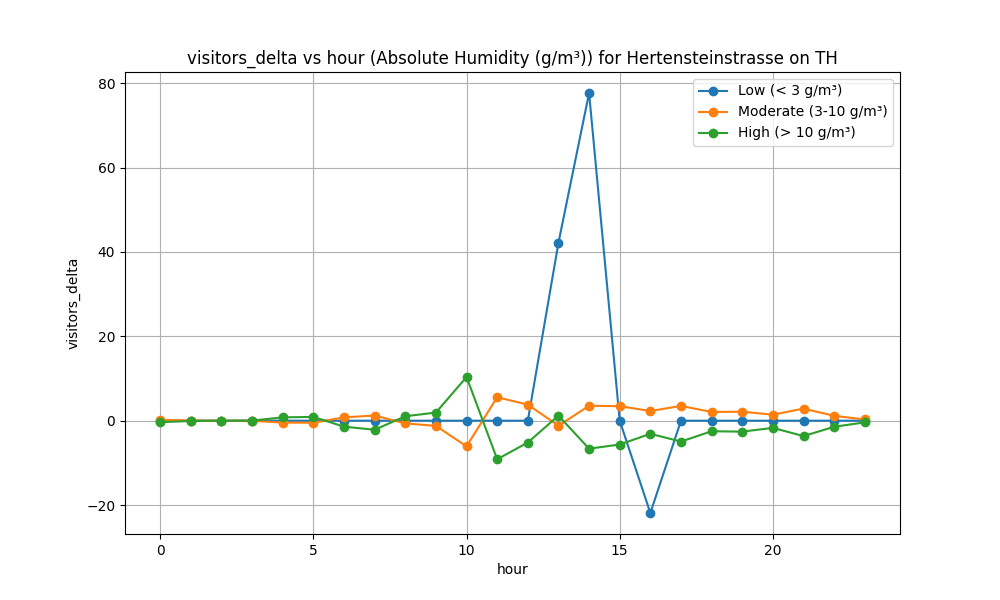 visitors_delta vs hour (Absolute Humidity (g/m³)) for Hertensteinstrasse on TH
Low (< 3 g/m³)
Moderate (3-10 g/m³)
High (> 10 g/m³)
80
60
40
20
0
−20
visitors_delta
0 5 10 15 20
hour